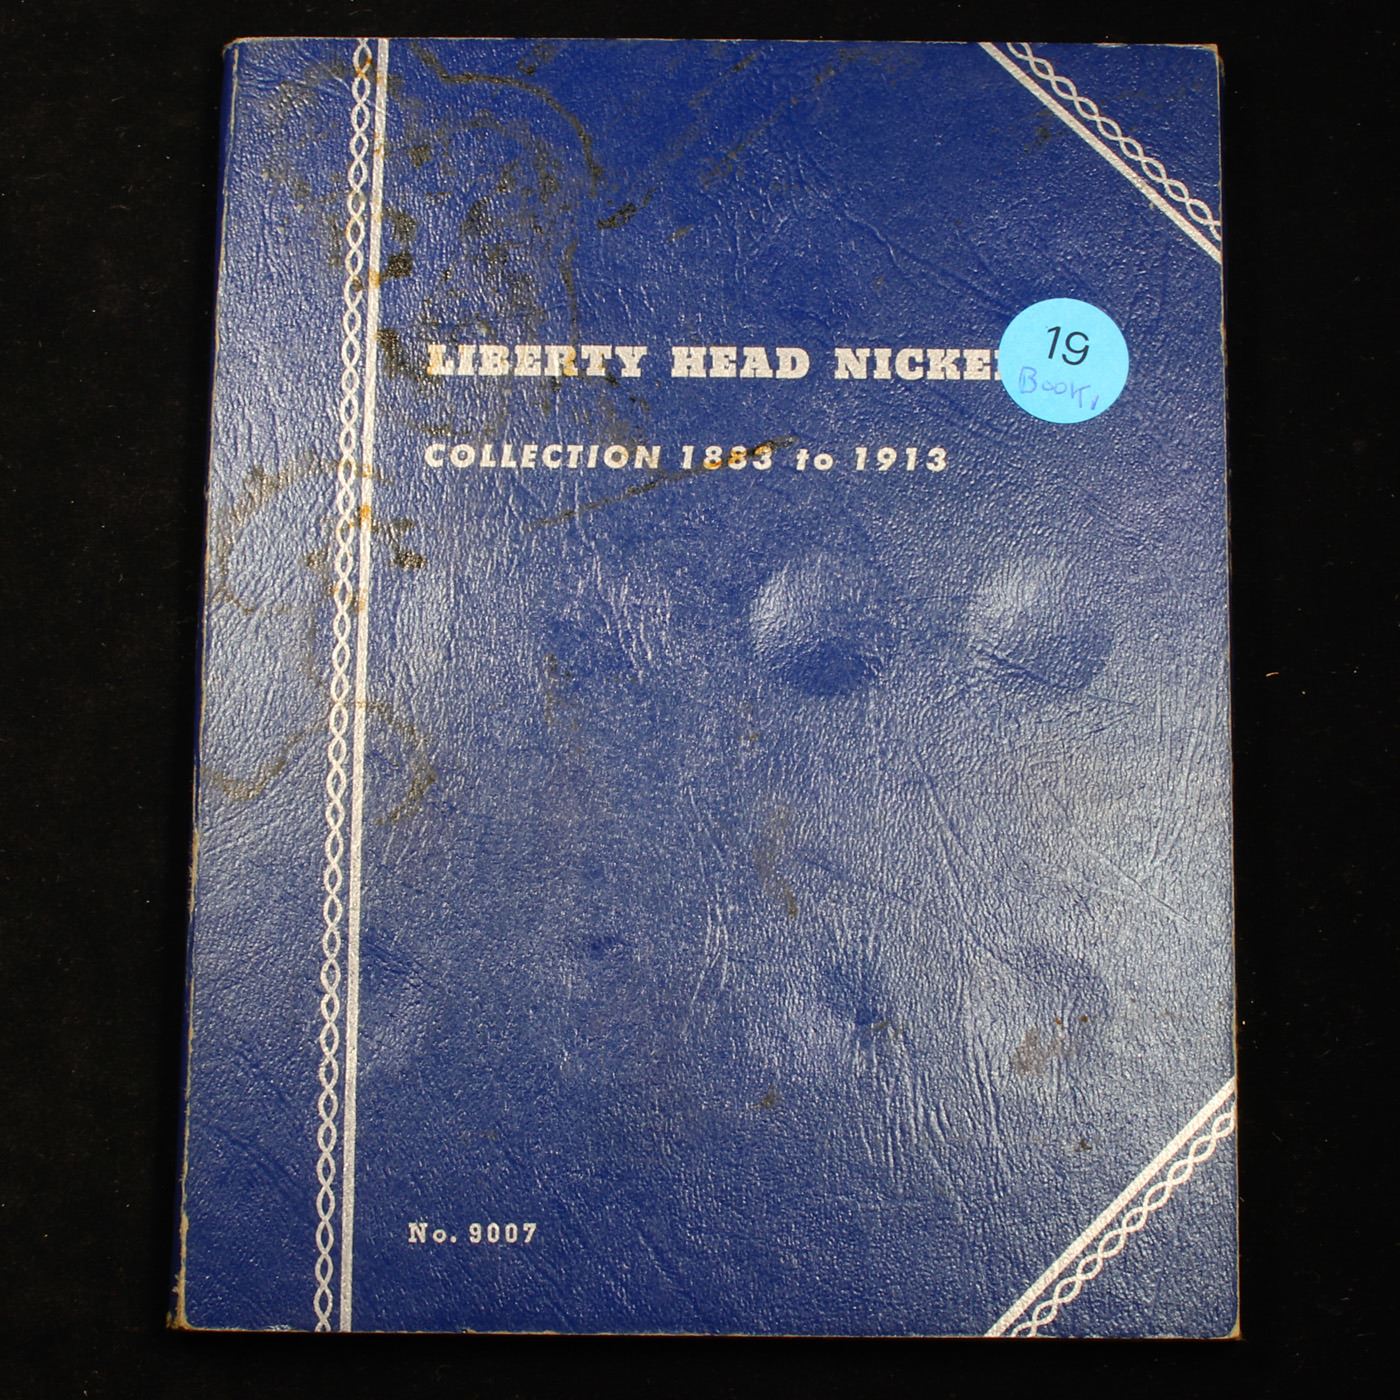 LIBERTY HEAD NICKE
19
Book
COLLECTION 1883 to 1913
No. 9007